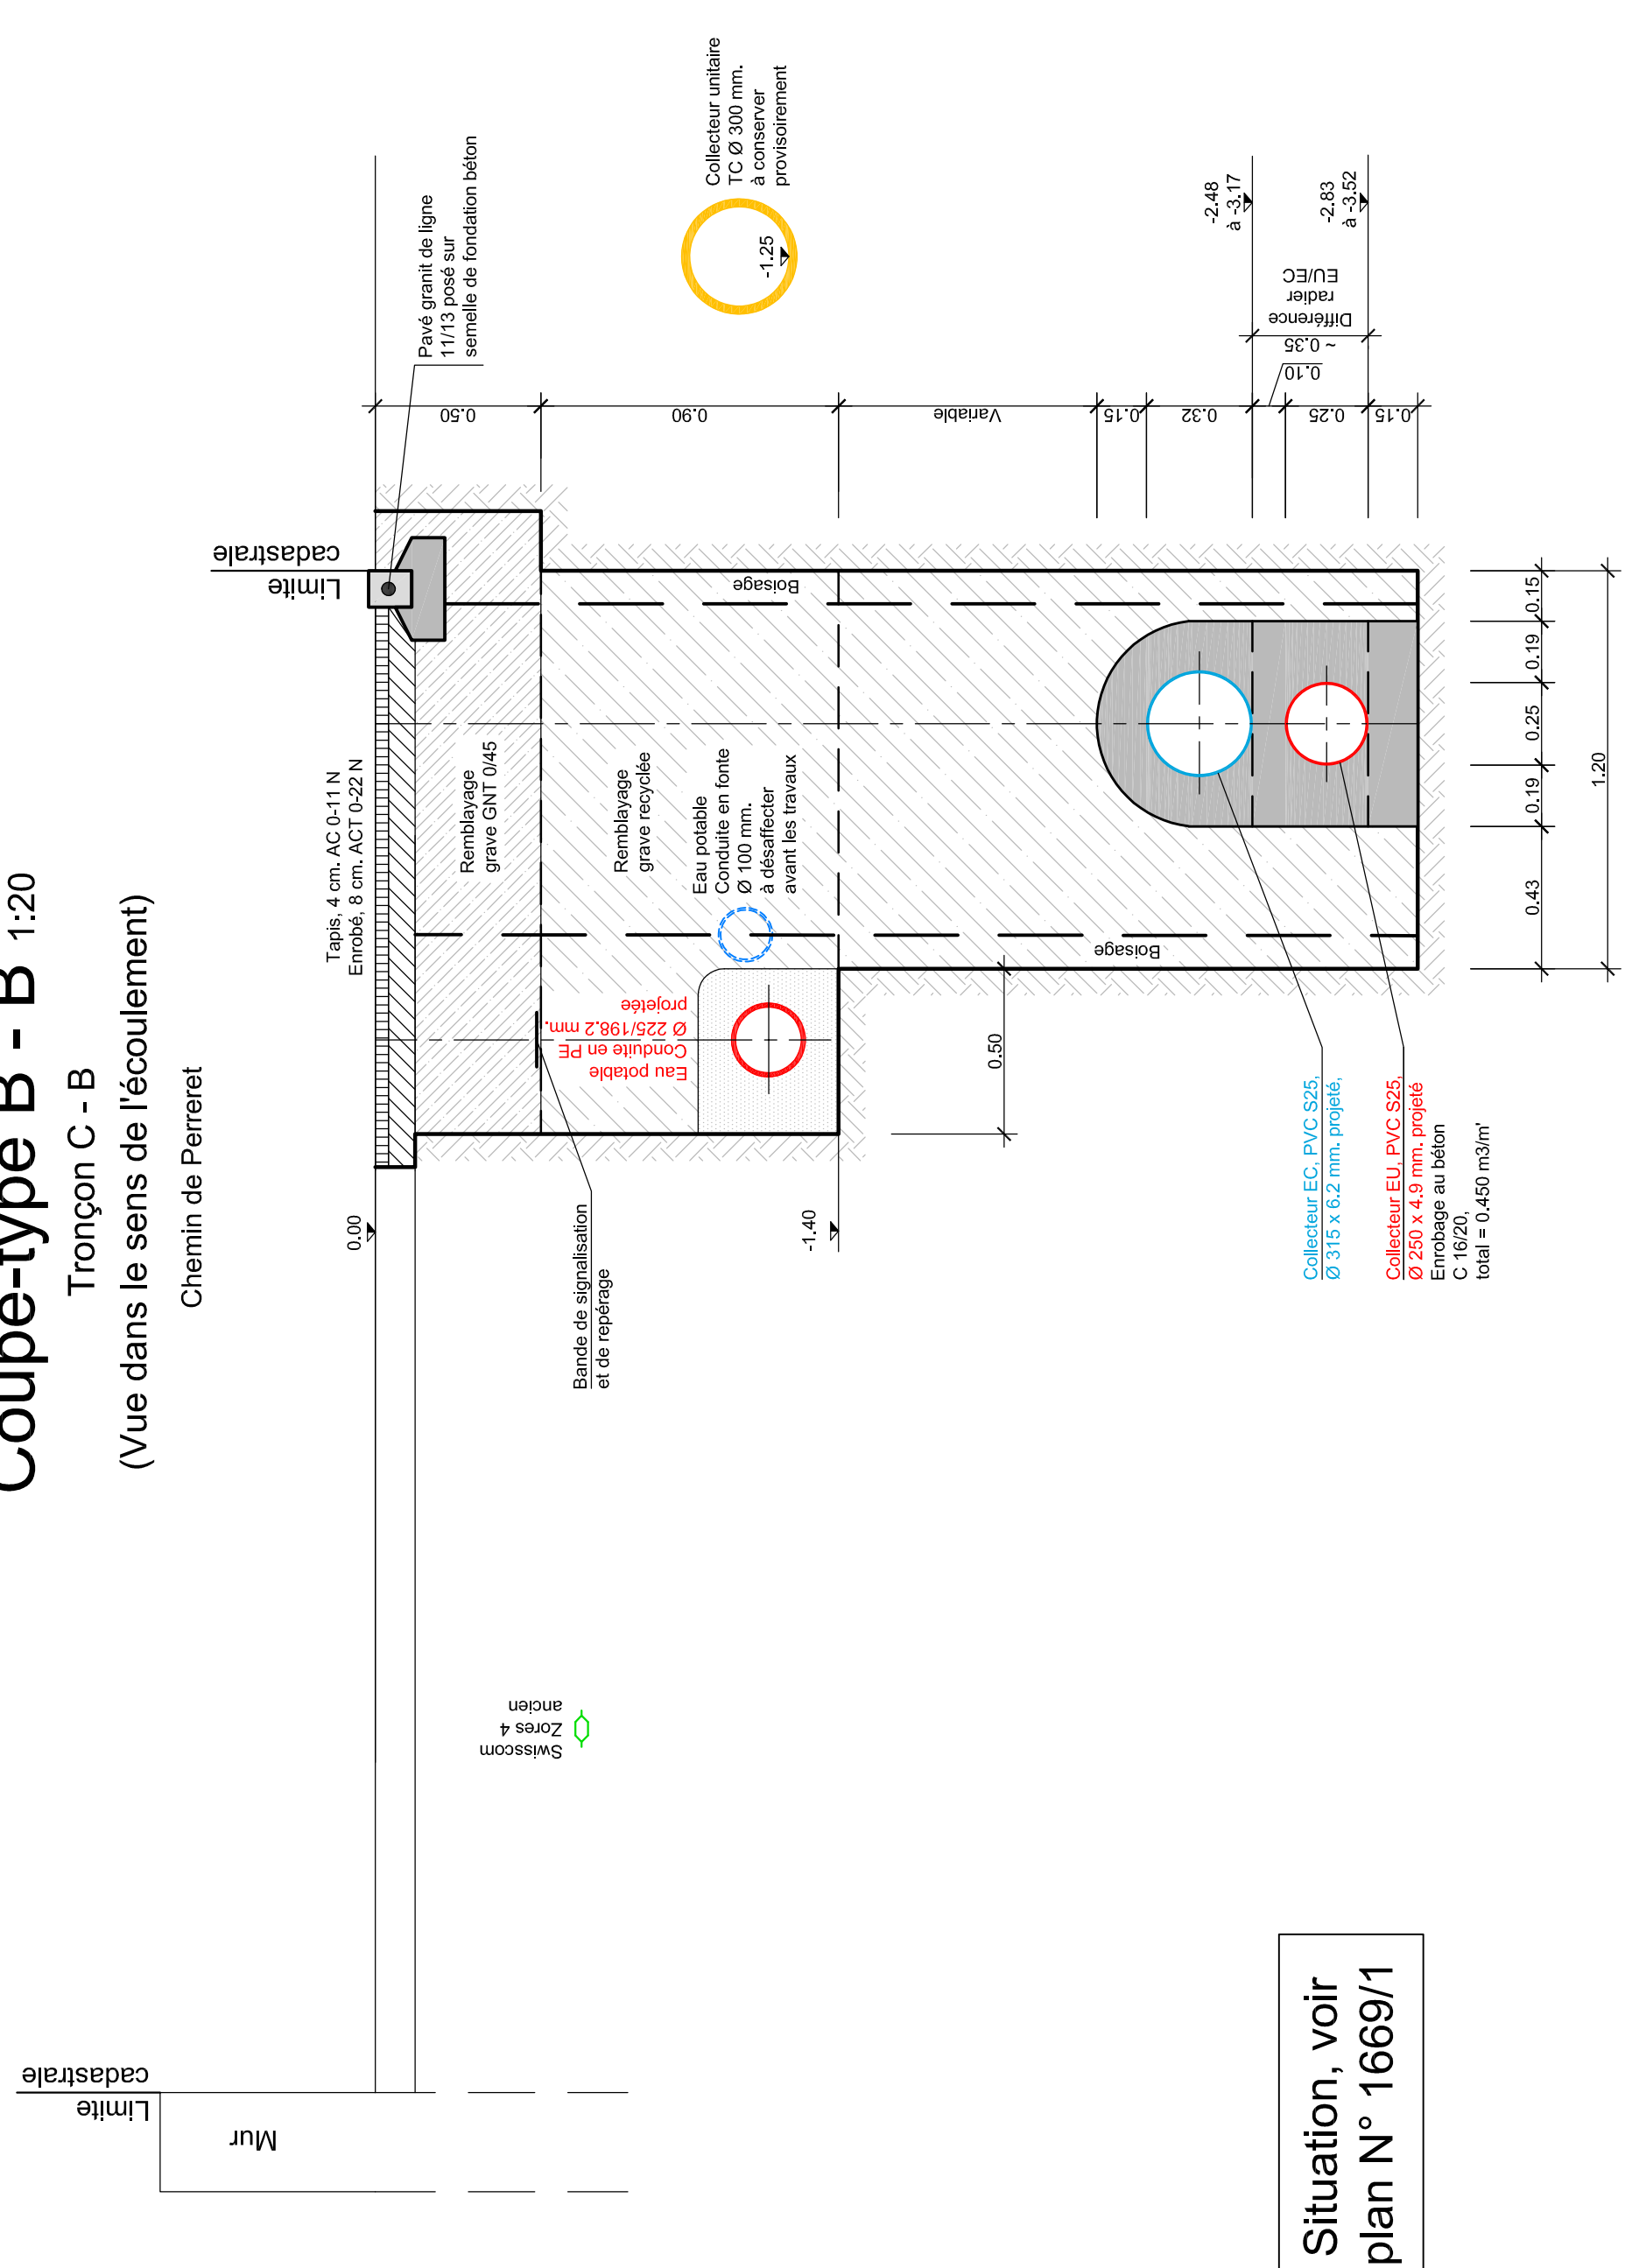 Coupe-type B - B 1:20
Tronçon C - B
(Vue dans le sens de l'écoulement)
Chemin de Perreret
Limite
cadastrale
Mur
Limite
cadastrale
Tapis, 4 cm. AC 0-11 N
Enrobé, 8 cm. ACT 0-22 N
Pavé granit de ligne
11/13 posé sur
semelle de fondation béton
0.00
Remblayage
grave GNT 0/45
Remblayage
grave recyclée
Swisscom
Zores 4
ancien
Bande de signalisation
et de repérage
Eau potable
Conduite en PE
Ø 225/198.2 mm.
projetée
Eau potable
Conduite en fonte
Ø 100 mm.
à désaffecter
avant les travaux
Boisage
Boisage
Collecteur unitaire
TC Ø 300 mm.
à conserver
provisoirement
-1.25
-1.40
0.50
0.50
0.90
Variable
0.15
0.32
0.10
0.25
0.15
Différence
radier
EU/EC
~ 0.35
-2.48
à -3.17
-2.83
à -3.52
Collecteur EC, PVC S25,
Ø 315 x 6.2 mm. projeté,
Collecteur EU, PVC S25,
Ø 250 x 4.9 mm. projeté
Enrobage au béton
C 16/20,
total = 0.450 m3/m'
0.43
0.19
0.25
0.19
0.15
1.20
Situation, voir
plan N° 1669/1